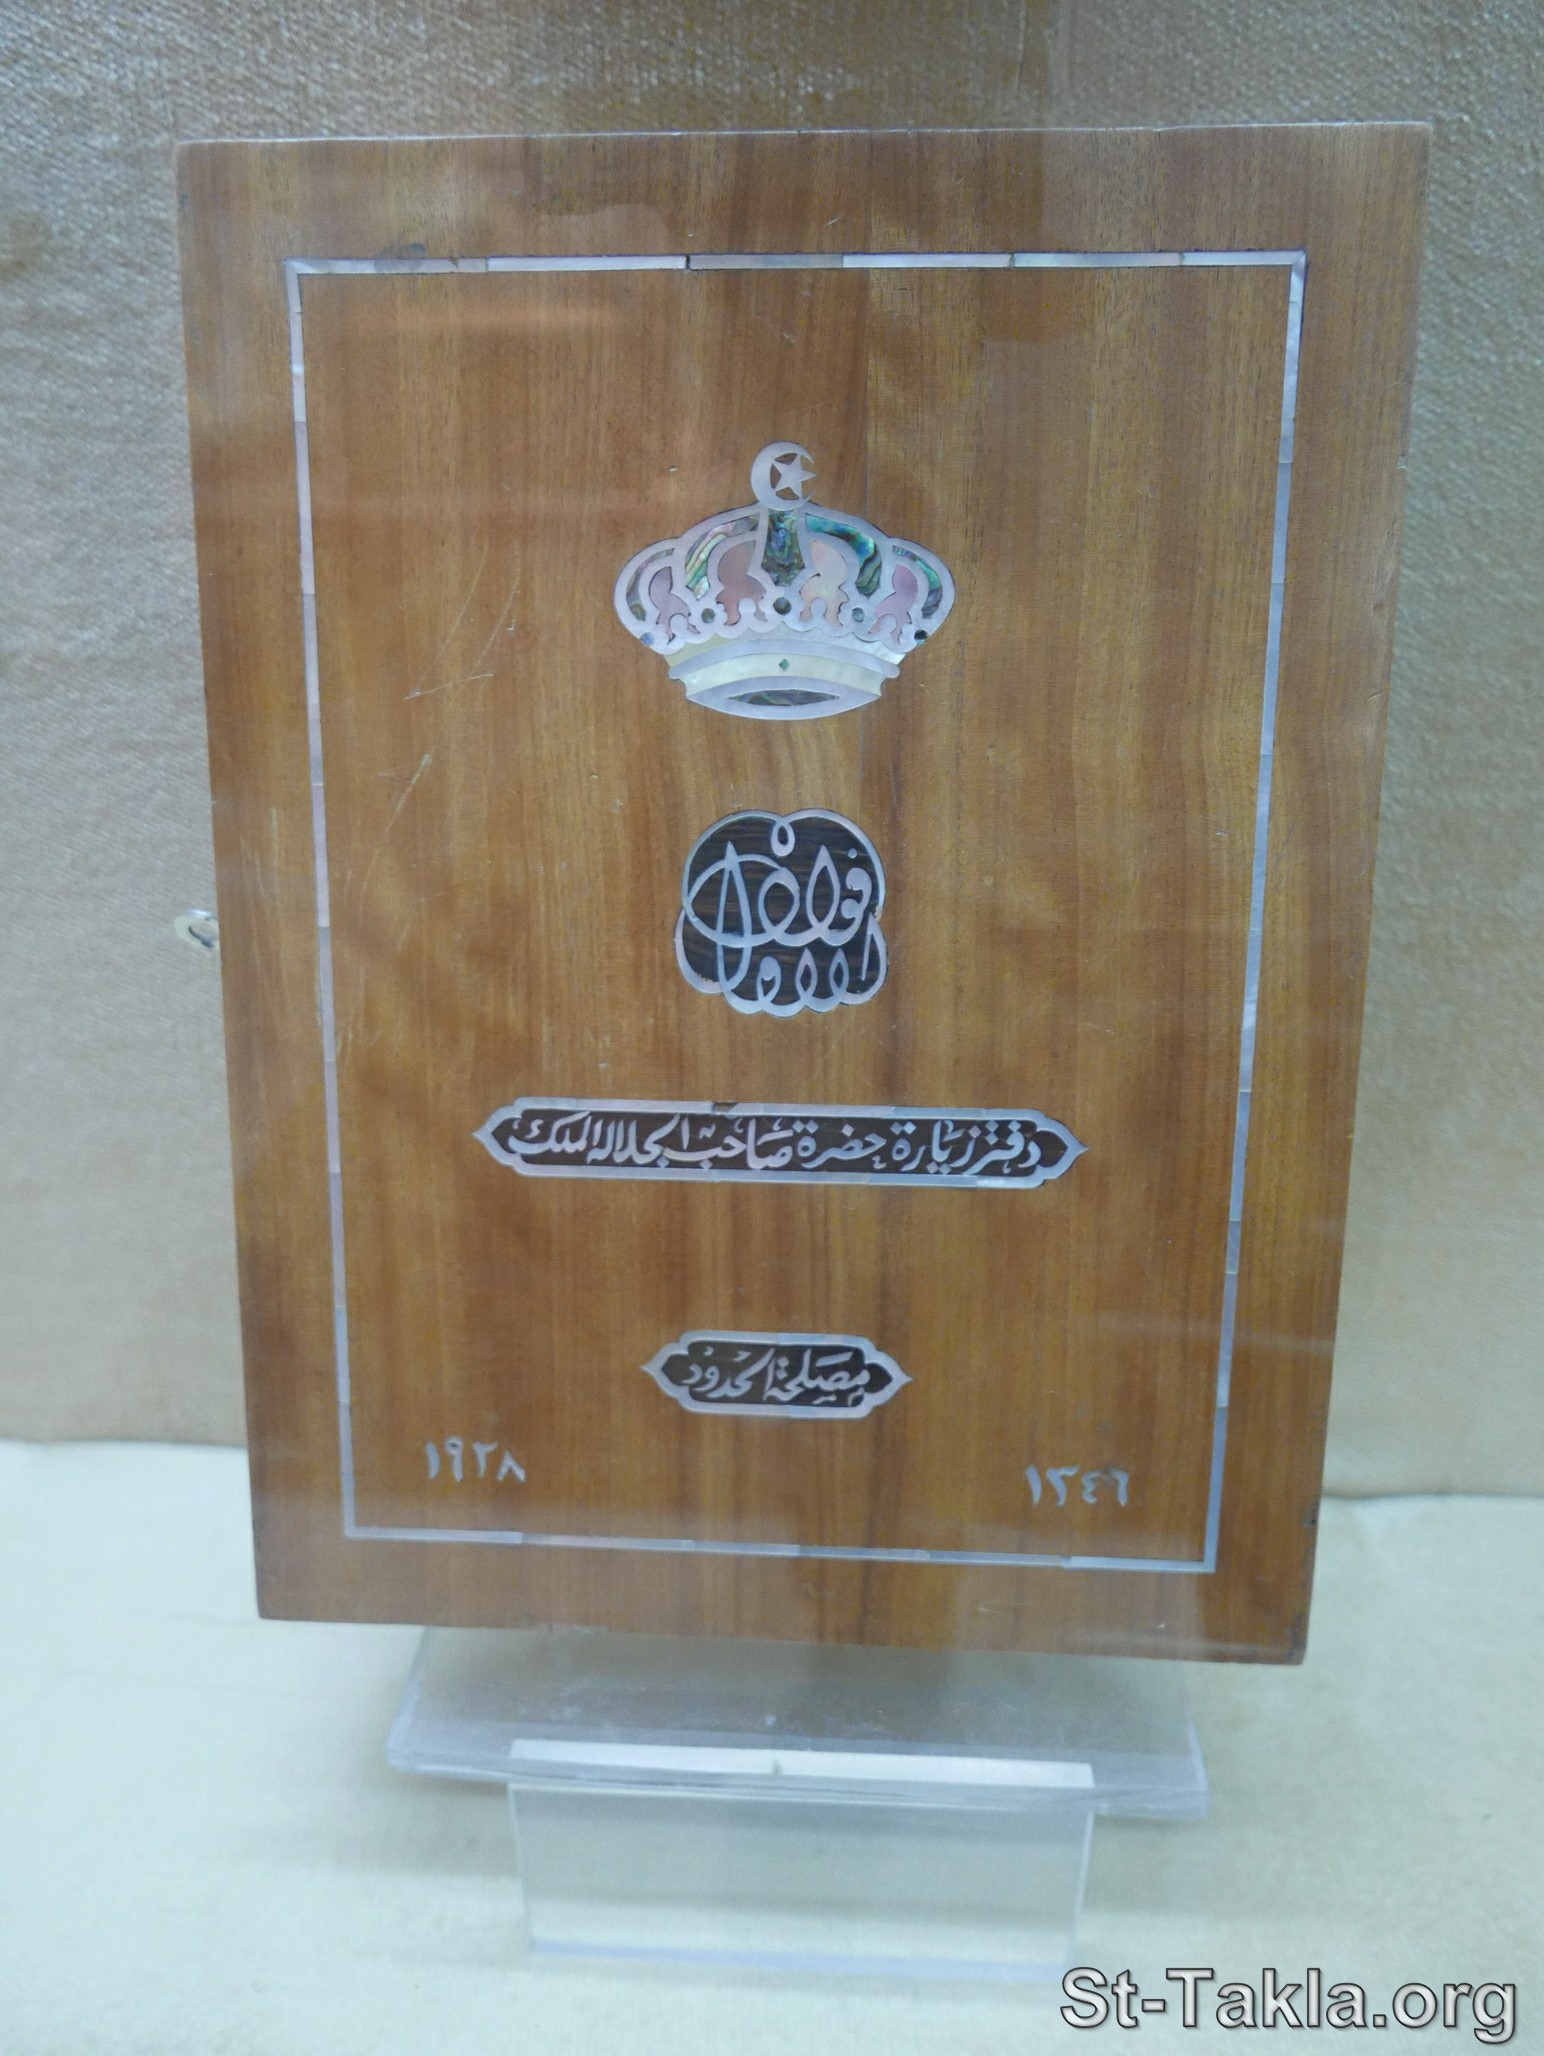 فؤاد الأول
دفتر زيارة حضرة صاحب الجلالة الملك
مصلحة الحدود
١٩٢٨
١٣٤٦
St-Takla.org